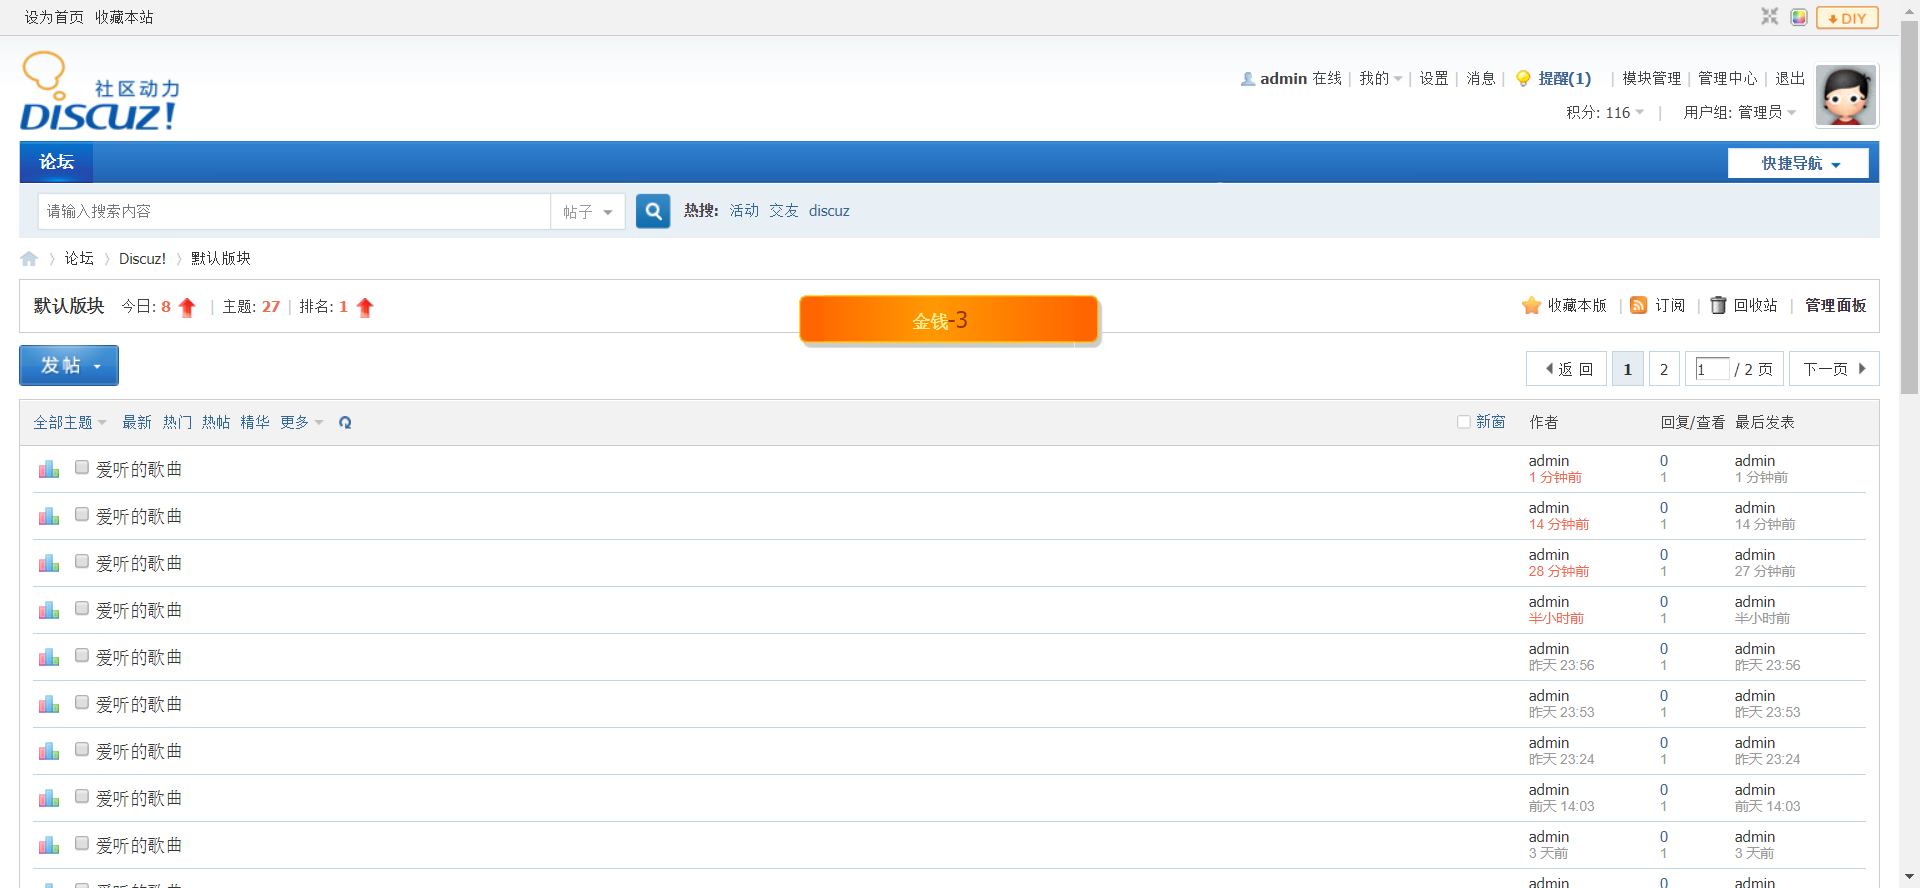 设为首页 收藏本站
DIY
社区动力
DISCUZ!
admin 在线 | 我的 | 设置 | 消息 | 提醒(1) | 模块管理 | 管理中心 | 退出
积分: 116 | 用户组: 管理员
论坛
快捷导航
请输入搜索内容
帖子
热搜: 活动 交友 discuz
论坛 Discuz! 默认版块
默认版块 今日: 8 | 主题: 27 | 排名: 1
金钱-3
收藏本版 | 订阅 | 回收站 | 管理面板
发帖
返 回 1 2 1 / 2 页 下一页
全部主题 最新 热门 热帖 精华 更多 新窗 作者 回复/查看 最后发表
爱听的歌曲 admin 0 admin
1 分钟前 1 1 分钟前
爱听的歌曲 admin 0 admin
14 分钟前 1 14 分钟前
爱听的歌曲 admin 0 admin
28 分钟前 1 27 分钟前
爱听的歌曲 admin 0 admin
半小时前 1 半小时前
爱听的歌曲 admin 0 admin
昨天 23:56 1 昨天 23:56
爱听的歌曲 admin 0 admin
昨天 23:53 1 昨天 23:53
爱听的歌曲 admin 0 admin
昨天 23:24 1 昨天 23:24
爱听的歌曲 admin 0 admin
前天 14:03 1 前天 14:03
爱听的歌曲 admin 0 admin
3 天前 1 3 天前
admin 0 admin